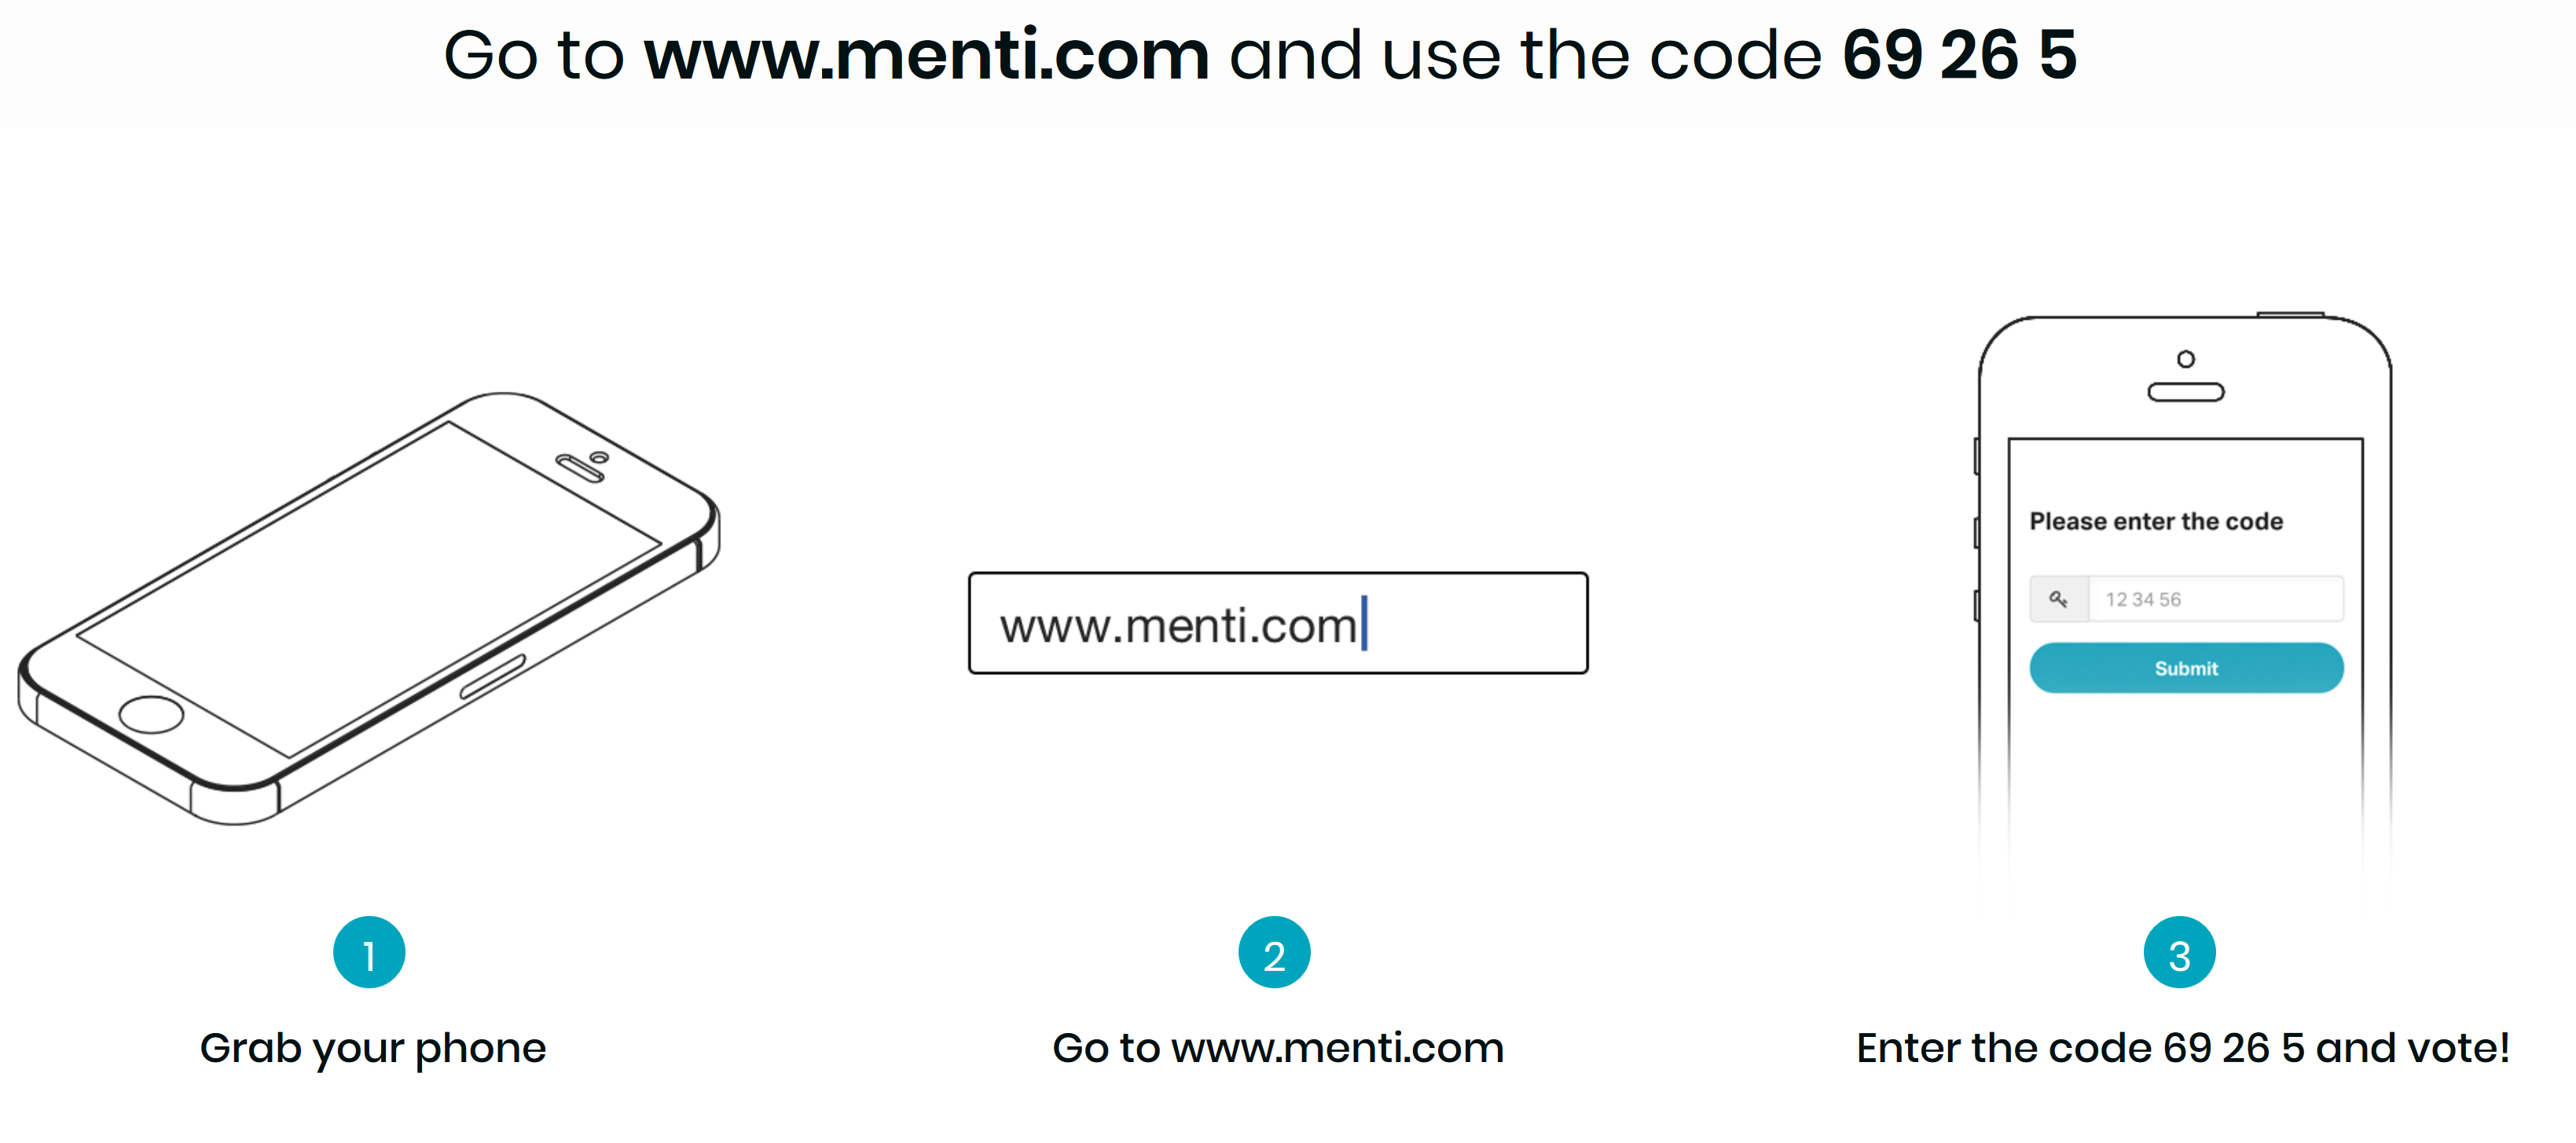 Go to www.menti.com and use the code 69 26 5
www.menti.com
Please enter the code
12 34 56
Submit
1
2
3
Grab your phone
Go to www.menti.com
Enter the code 69 26 5 and vote!